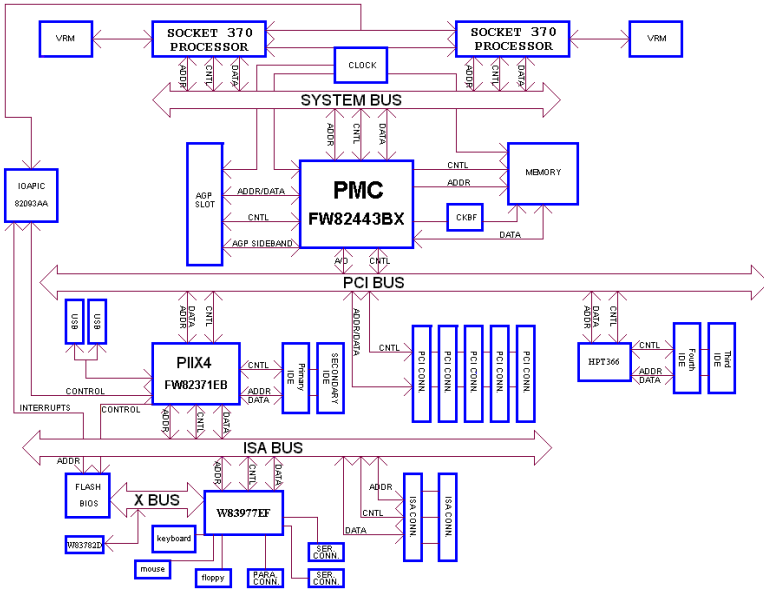 VRM
SOCKET 370
PROCESSOR
SOCKET 370
PROCESSOR
VRM
CLOCK
ADDR
CNTL
DATA
ADDR
CNTL
DATA
SYSTEM BUS
ADDR
CNTL
DATA
IOAPIC
82093AA
AGP
SLOT
ADDR/DATA
CNTL
AGP SIDEBAND
PMC
FW82443BX
CNTL
ADDR
CKBF
DATA
MEMORY
A/D
CNTL
PCI BUS
USB
USB
ADDR
DATA
CNTL
ADDR/DATA
ADDR
DATA
CNTL
PIIX4
FW82371EB
CONTROL
CNTL
ADDR
DATA
Primary
IDE
SECONDARY
IDE
CNTL
PCI CONN.
PCI CONN.
PCI CONN.
PCI CONN.
PCI CONN.
HPT366
CNTL
ADDR
DATA
Fourth
IDE
Third
IDE
INTERRUPTS
CONTROL
ADDR
CNTL
DATA
ISA BUS
ADDR
FLASH
BIOS
X BUS
ADDR
CNTL
DATA
W83977EF
ADDR
CNTL
DATA
ISA CONN.
ISA CONN.
W83782D
keyboard
mouse
floppy
PARA.
CONN.
SER.
CONN.
SER.
CONN.